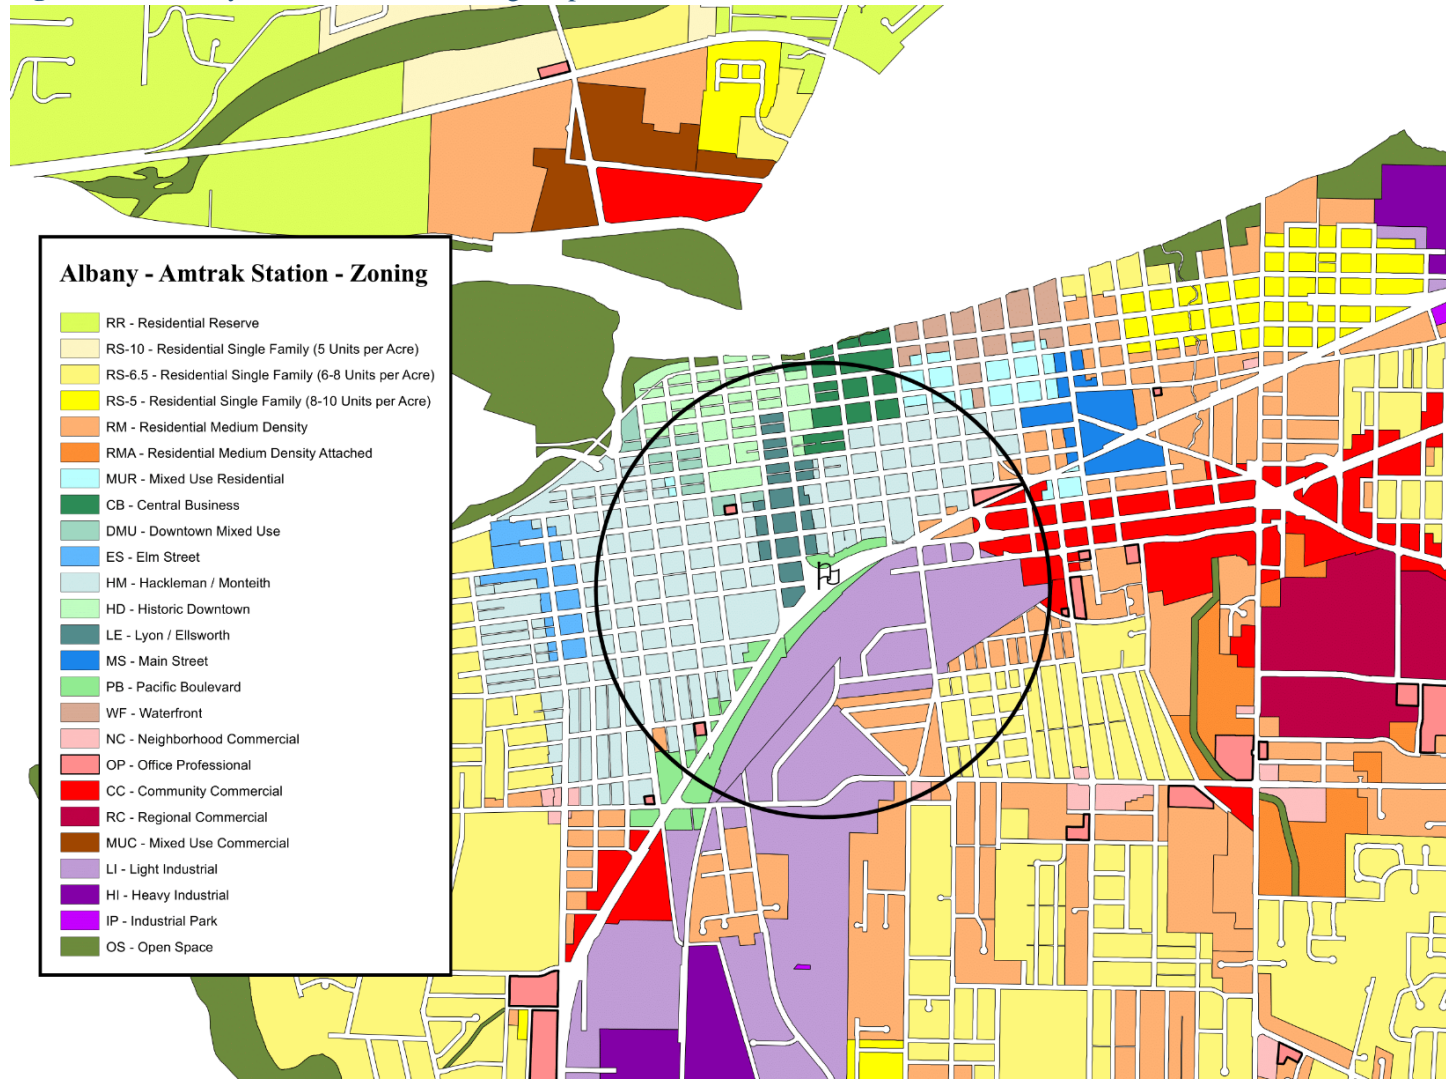 Albany - Amtrak Station - Zoning
RR - Residential Reserve
RS-10 - Residential Single Family (5 Units per Acre)
RS-6.5 - Residential Single Family (6-8 Units per Acre)
RS-5 - Residential Single Family (8-10 Units per Acre)
RM - Residential Medium Density
RMA - Residential Medium Density Attached
MUR - Mixed Use Residential
CB - Central Business
DMU - Downtown Mixed Use
ES - Elm Street
HM - Hackleman / Monteith
HD - Historic Downtown
LE - Lyon / Ellsworth
MS - Main Street
PB - Pacific Boulevard
WF - Waterfront
NC - Neighborhood Commercial
OP - Office Professional
CC - Community Commercial
RC - Regional Commercial
MUC - Mixed Use Commercial
LI - Light Industrial
HI - Heavy Industrial
IP - Industrial Park
OS - Open Space